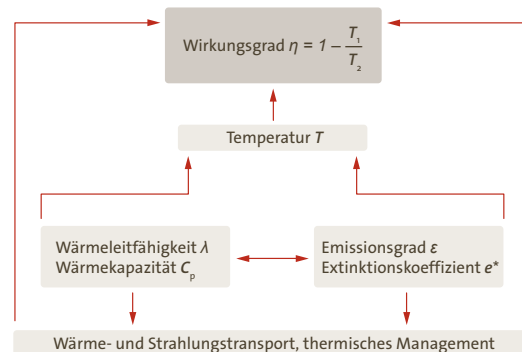 Wirkungsgrad η = 1 – T₁/T₂
Temperatur T
Wärmeleitfähigkeit λ
Wärmekapazität Cₚ
Emissionsgrad ε
Extinktionskoeffizient e*
Wärme- und Strahlungstransport, thermisches Management